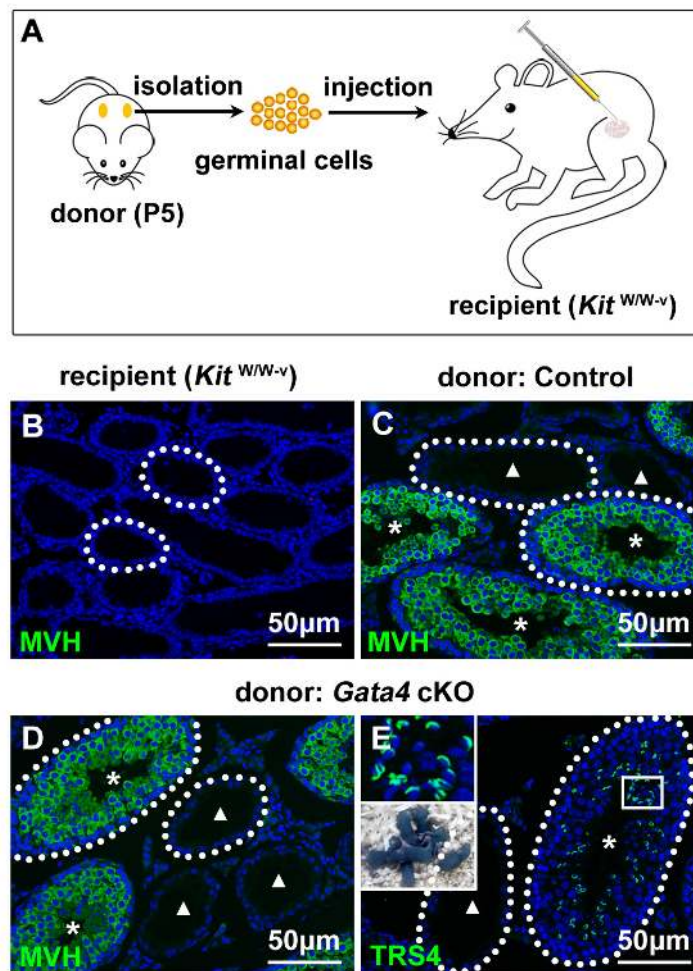 A
isolation
injection
germinal cells
donor (P5)
recipient (Kit W/W-v)
recipient (Kit W/W-v)
donor: Control
B
MVH
50μm
C
*
*
*
MVH
50μm
donor: Gata4 cKO
D
*
*
MVH
50μm
E
*
TRS4
50μm